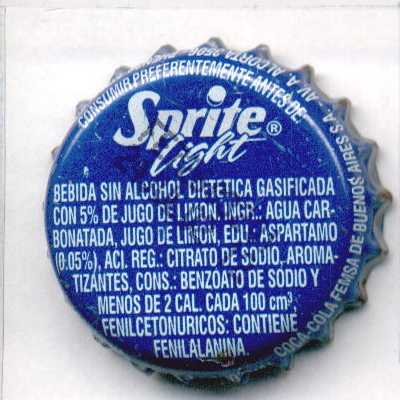 CONSUMIR PREFERENTEMENTE ANTES DE
Sprite®
light
BEBIDA SIN ALCOHOL DIETETICA GASIFICADA
CON 5% DE JUGO DE LIMON. INGR.: AGUA CAR-
BONATADA, JUGO DE LIMON, EDU.: ASPARTAMO
(0.05%), ACI. REG.: CITRATO DE SODIO, AROMA-
TIZANTES, CONS.: BENZOATO DE SODIO Y
MENOS DE 2 CAL. CADA 100 cm³.
FENILCETONURICOS: CONTIENE
FENILALANINA.
COCA-COLA FEMSA DE BUENOS AIRES S.A. AV. A. ALCORTA